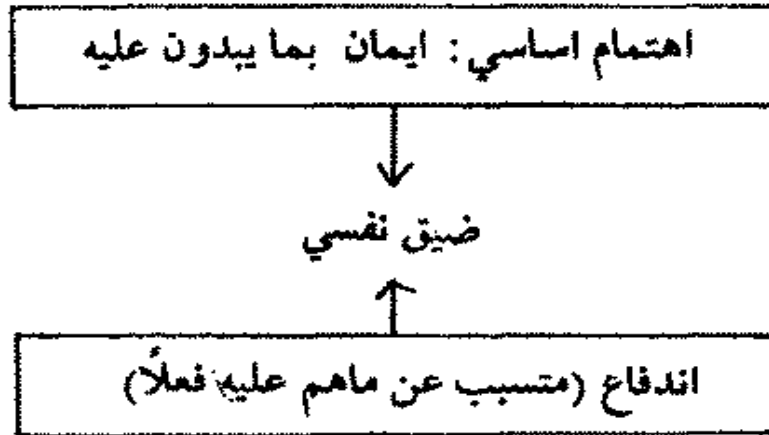 اهتمام اساسي: ايمان بما يبدون عليه
ضيق نفسي
اندفاع (متسبب عن ماهم عليه فعلاً)